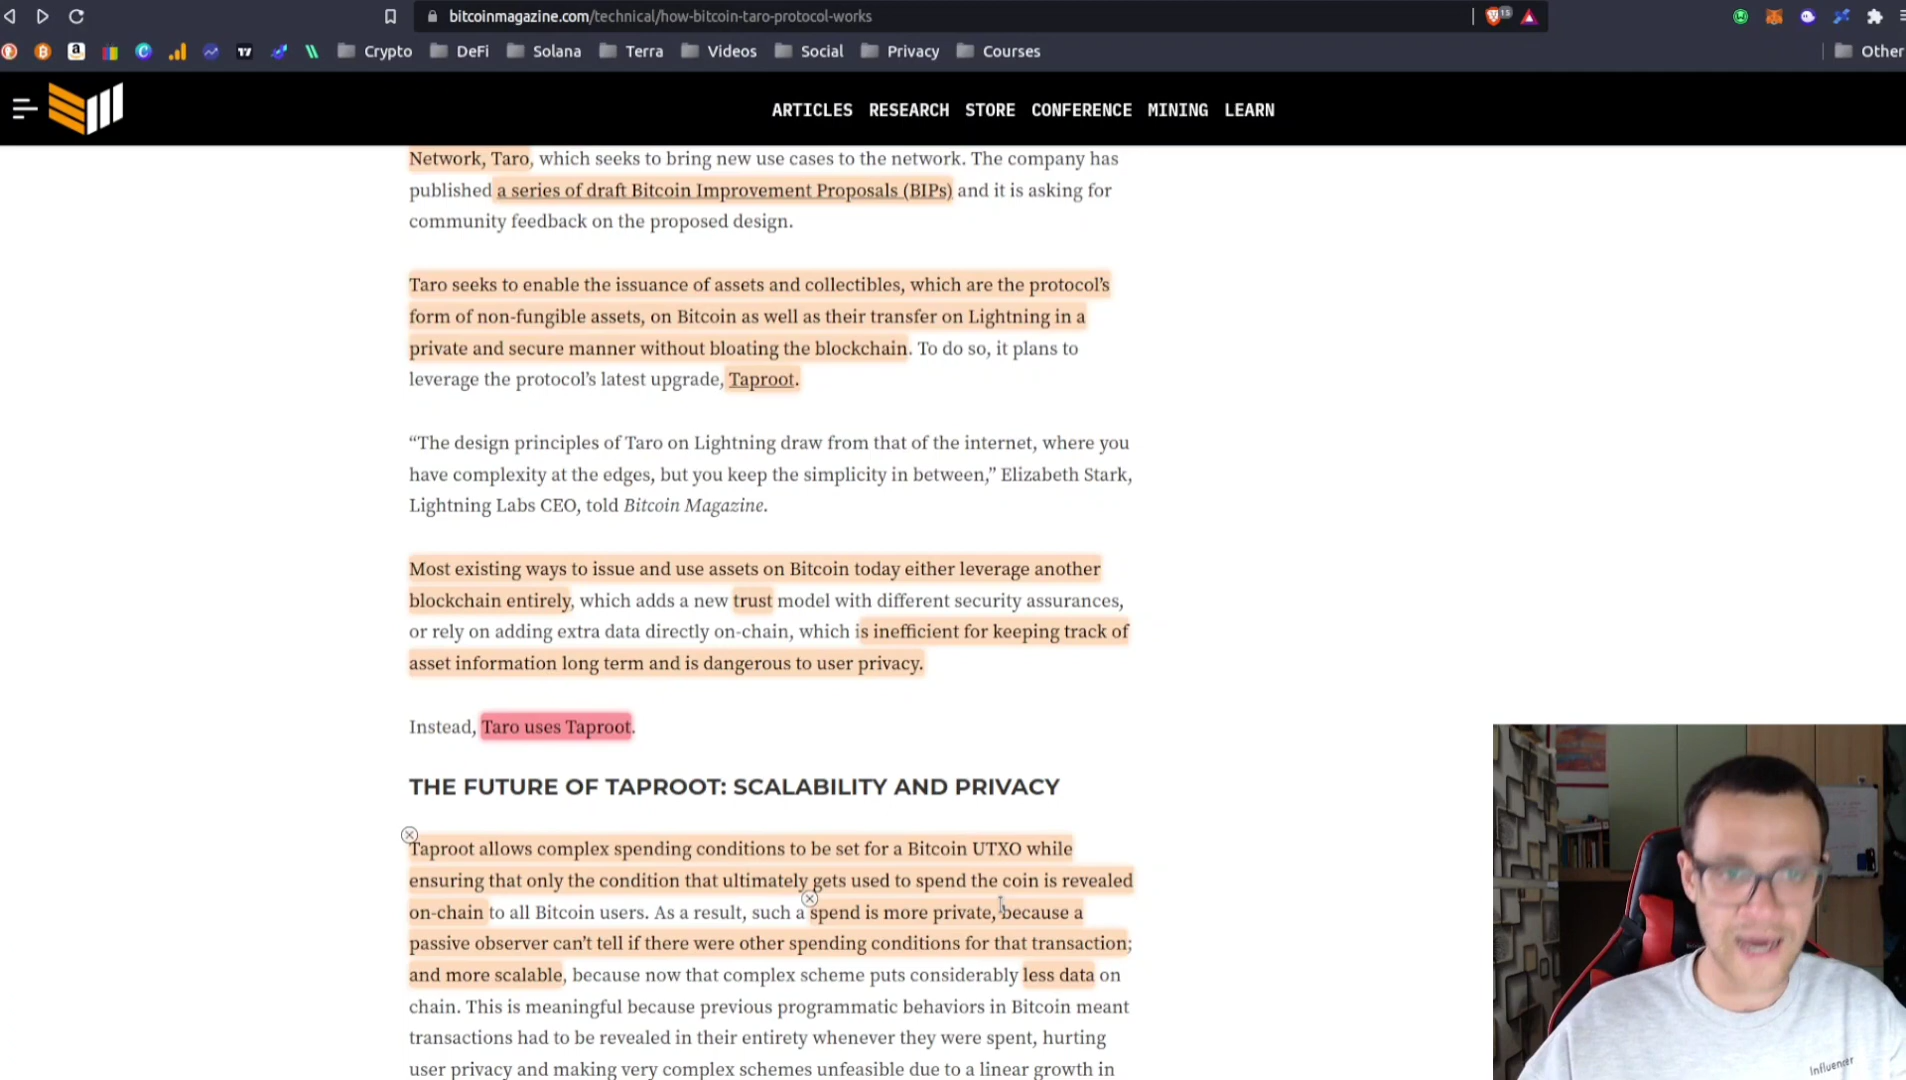 bitcoinmagazine.com/technical/how-bitcoin-taro-protocol-works
15
Crypto
DeFi
Solana
Terra
Videos
Social
Privacy
Courses
Other
ARTICLES RESEARCH STORE CONFERENCE MINING LEARN
Network, Taro, which seeks to bring new use cases to the network. The company has
published a series of draft Bitcoin Improvement Proposals (BIPs) and it is asking for
community feedback on the proposed design.
Taro seeks to enable the issuance of assets and collectibles, which are the protocol’s
form of non-fungible assets, on Bitcoin as well as their transfer on Lightning in a
private and secure manner without bloating the blockchain. To do so, it plans to
leverage the protocol’s latest upgrade, Taproot.
“The design principles of Taro on Lightning draw from that of the internet, where you
have complexity at the edges, but you keep the simplicity in between,” Elizabeth Stark,
Lightning Labs CEO, told Bitcoin Magazine.
Most existing ways to issue and use assets on Bitcoin today either leverage another
blockchain entirely, which adds a new trust model with different security assurances,
or rely on adding extra data directly on-chain, which is inefficient for keeping track of
asset information long term and is dangerous to user privacy.
Instead, Taro uses Taproot.
THE FUTURE OF TAPROOT: SCALABILITY AND PRIVACY
Taproot allows complex spending conditions to be set for a Bitcoin UTXO while
ensuring that only the condition that ultimately gets used to spend the coin is revealed
on-chain to all Bitcoin users. As a result, such a spend is more private, because a
passive observer can’t tell if there were other spending conditions for that transaction;
and more scalable, because now that complex scheme puts considerably less data on
chain. This is meaningful because previous programmatic behaviors in Bitcoin meant
transactions had to be revealed in their entirety whenever they were spent, hurting
user privacy and making very complex schemes unfeasible due to a linear growth in
Influencer